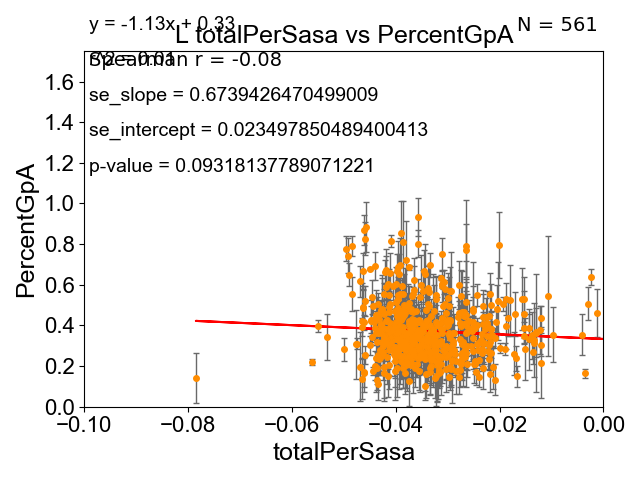 y = -1.13x + 0.33
N = 561
L totalPerSasa vs PercentGpA
Spearman r = -0.08
se_slope = 0.6739426470499009
se_intercept = 0.023497850489400413
p-value = 0.09318137789071221
PercentGpA
1.6
1.4
1.2
1.0
0.8
0.6
0.4
0.2
0.0
−0.10 −0.08 −0.06 −0.04 −0.02 0.00
totalPerSasa